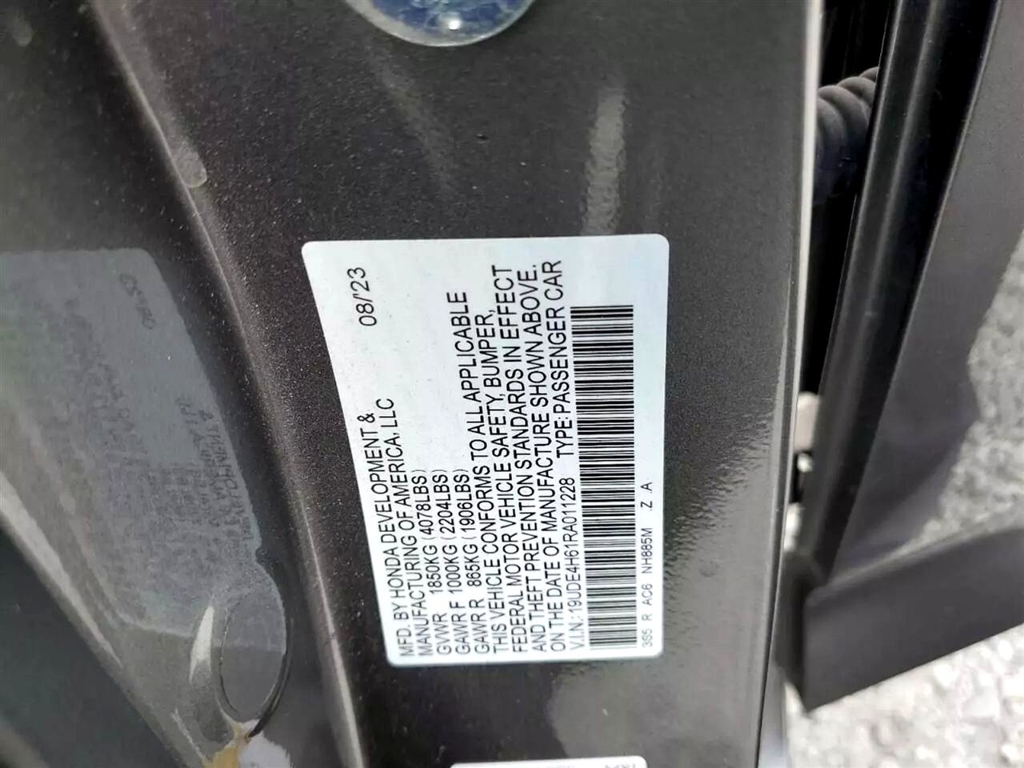 MFD. BY HONDA DEVELOPMENT & 08/'23
MANUFACTURING OF AMERICA, LLC
GVWR 1850KG (4078LBS)
GAWR F 1000KG (2204LBS)
GAWR R 865KG (1906LBS)
THIS VEHICLE CONFORMS TO ALL APPLICABLE
FEDERAL MOTOR VEHICLE SAFETY, BUMPER,
AND THEFT PREVENTION STANDARDS IN EFFECT
ON THE DATE OF MANUFACTURE SHOWN ABOVE.
V.I.N.:19UDE4H61RA011228 TYPE:PASSENGER CAR
3S5 R AC6 NH885M Z .A